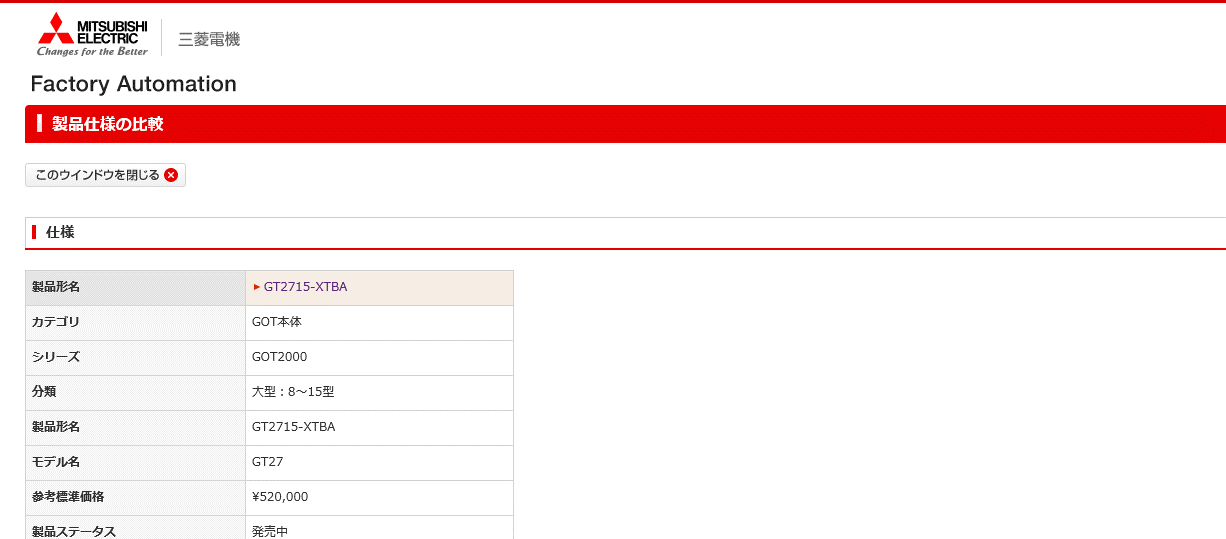 MITSUBISHI
ELECTRIC
Changes for the Better
三菱電機
Factory Automation
製品仕様の比較
このウインドウを閉じる
仕様
製品形名 GT2715-XTBA
カテゴリ GOT本体
シリーズ GOT2000
分類 大型：8～15型
製品形名 GT2715-XTBA
モデル名 GT27
参考標準価格 ¥520,000
製品ステータス 発売中